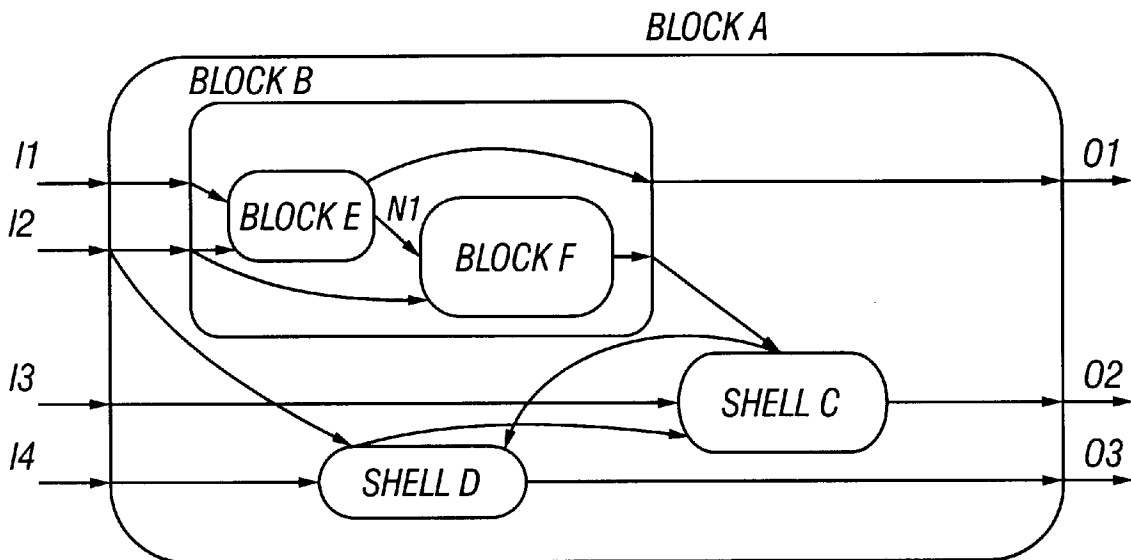 BLOCK A
BLOCK B
I1
O1
BLOCK E
N1
I2
BLOCK F
I3
SHELL C
O2
I4
SHELL D
O3